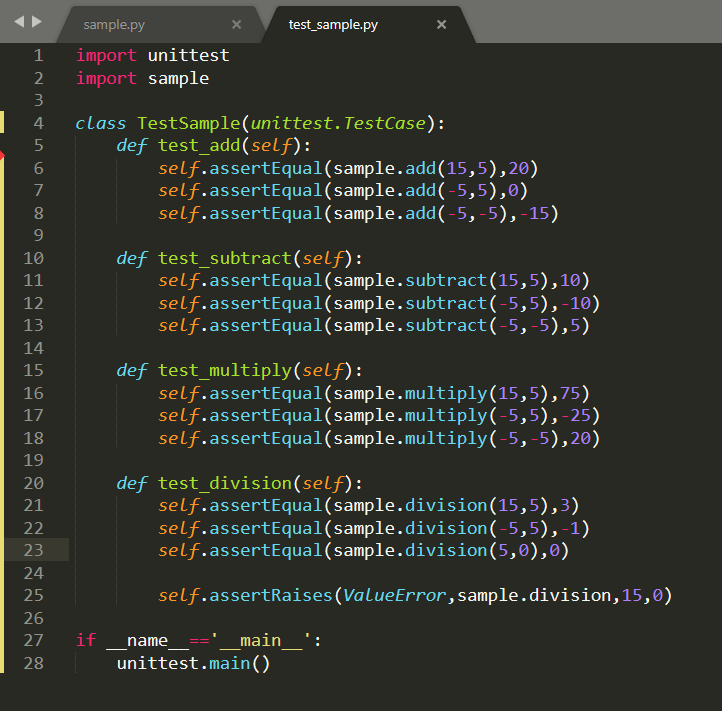 sample.py × test_sample.py ×
1 import unittest
2 import sample
3
4 class TestSample(unittest.TestCase):
5     def test_add(self):
6         self.assertEqual(sample.add(15,5),20)
7         self.assertEqual(sample.add(-5,5),0)
8         self.assertEqual(sample.add(-5,-5),-15)
9
10     def test_subtract(self):
11         self.assertEqual(sample.subtract(15,5),10)
12         self.assertEqual(sample.subtract(-5,5),-10)
13         self.assertEqual(sample.subtract(-5,-5),5)
14
15     def test_multiply(self):
16         self.assertEqual(sample.multiply(15,5),75)
17         self.assertEqual(sample.multiply(-5,5),-25)
18         self.assertEqual(sample.multiply(-5,-5),20)
19
20     def test_division(self):
21         self.assertEqual(sample.division(15,5),3)
22         self.assertEqual(sample.division(-5,5),-1)
23         self.assertEqual(sample.division(5,0),0)
24
25         self.assertRaises(ValueError,sample.division,15,0)
26
27 if __name__=='__main__':
28     unittest.main()